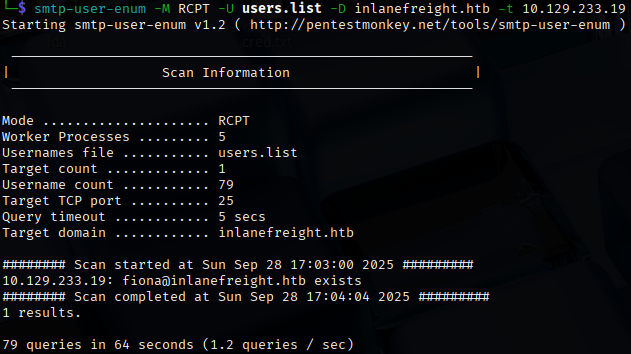 └─$ smtp-user-enum -M RCPT -U users.list -D inlanefreight.htb -t 10.129.233.19
Starting smtp-user-enum v1.2 ( http://pentestmonkey.net/tools/smtp-user-enum )
 ----------------------------------------------------------
|                   Scan Information                       |
 ----------------------------------------------------------
Mode ..................... RCPT
Worker Processes ......... 5
Usernames file ........... users.list
Target count ............. 1
Username count ........... 79
Target TCP port .......... 25
Query timeout ............ 5 secs
Target domain ............ inlanefreight.htb
######## Scan started at Sun Sep 28 17:03:00 2025 #########
10.129.233.19: fiona@inlanefreight.htb exists
######## Scan completed at Sun Sep 28 17:04:04 2025 #########
1 results.
79 queries in 64 seconds (1.2 queries / sec)